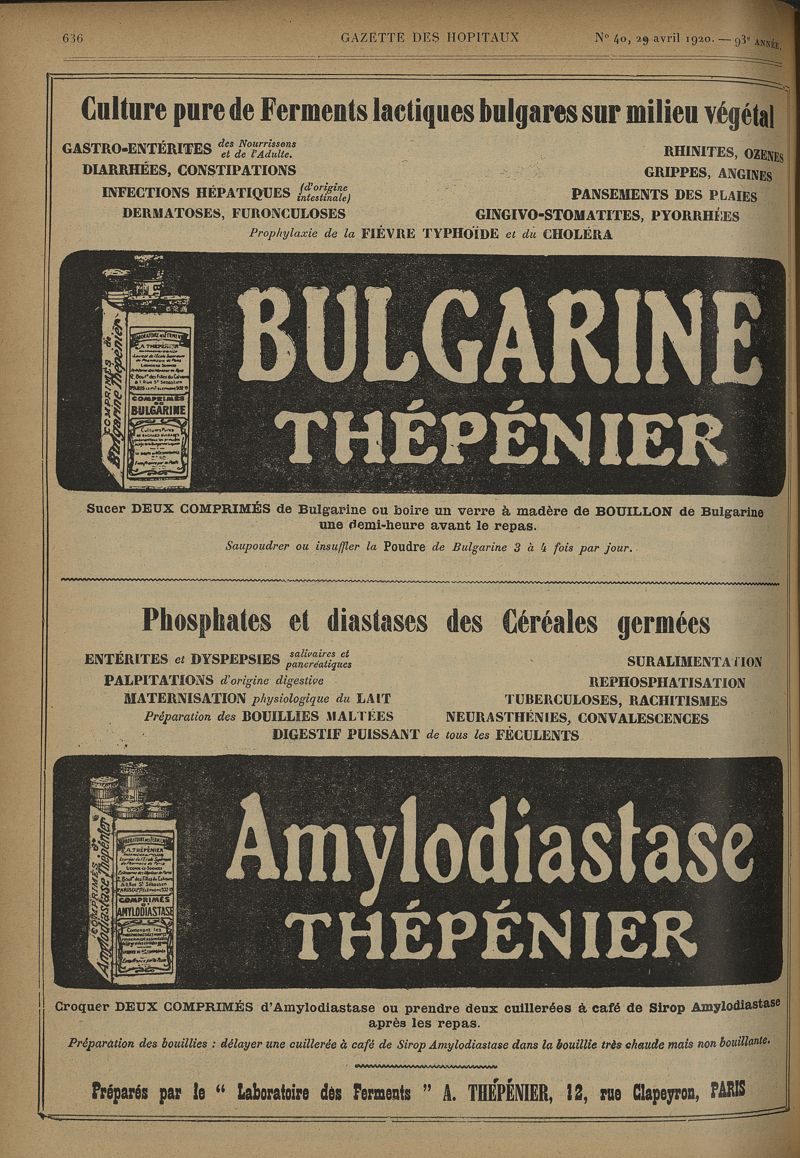 636 GAZETTE DES HOPITAUX N° 40, 29 avril 1920. — 93e ANNÉE.
Culture pure de Ferments lactiques bulgares sur milieu végétal
GASTRO-ENTÉRITES des Nourrissons et de l'Adulte. RHINITES, OZENES
DIARRHÉES, CONSTIPATIONS GRIPPES, ANGINES
INFECTIONS HÉPATIQUES (d'origine intestinale) PANSEMENTS DES PLAIES
DERMATOSES, FURONCULOSES GINGIVO-STOMATITES, PYORRHÉES
Prophylaxie de la FIÈVRE TYPHOÏDE et du CHOLÉRA
COMPRIMÉS de
Bulgarine Thépénier
A. THÉPÉNIER
PARIS
COMPRIMÉS
DE
BULGARINE
BULGARINE
THÉPÉNIER
Sucer DEUX COMPRIMÉS de Bulgarine ou boire un verre à madère de BOUILLON de Bulgarine
une demi-heure avant le repas.
Saupoudrer ou insuffler la Poudre de Bulgarine 3 à 4 fois par jour.
Phosphates et diastases des Céréales germées
ENTÉRITES et DYSPEPSIES salivaires et pancréatiques SURALIMENTATION
PALPITATIONS d'origine digestive REPHOSPHATISATION
MATERNISATION physiologique du LAIT TUBERCULOSES, RACHITISMES
Préparation des BOUILLIES MALTÉES NEURASTHÉNIES, CONVALESCENCES
DIGESTIF PUISSANT de tous les FÉCULENTS
COMPRIMÉS
Amylodiastase Thépénier
A. THÉPÉNIER
COMPRIMÉS
D'
AMYLODIASTASE
Amylodiastase
THÉPÉNIER
Croquer DEUX COMPRIMÉS d'Amylodiastase ou prendre deux cuillerées à café de Sirop Amylodiastase
après les repas.
Préparation des bouillies : délayer une cuillerée à café de Sirop Amylodiastase dans la bouillie très chaude mais non bouillante.
Préparés par le “ Laboratoire des Ferments ” A. THÉPÉNIER, 12, rue Clapeyron, PARIS